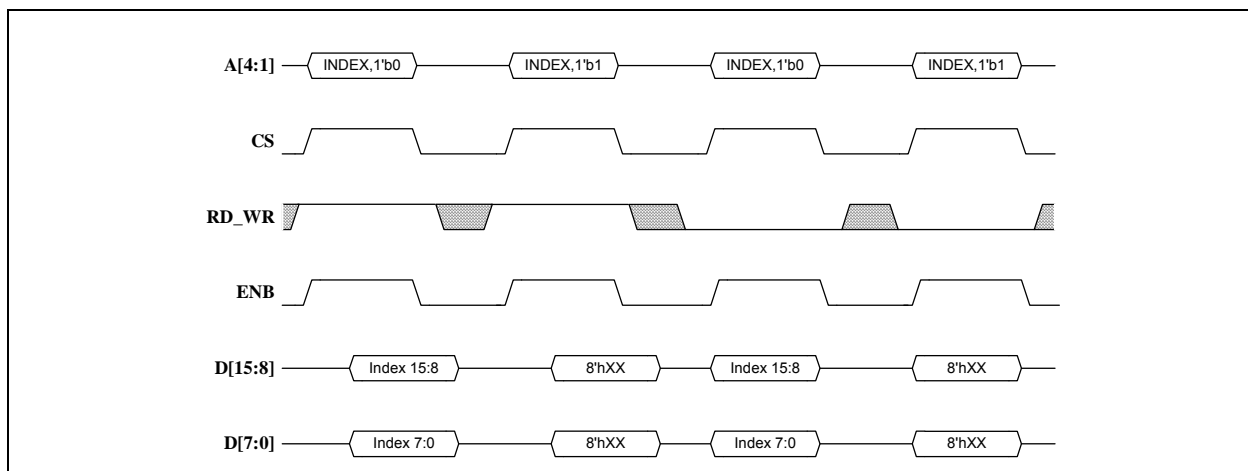 A[4:1] INDEX,1'b0 INDEX,1'b1 INDEX,1'b0 INDEX,1'b1
CS
RD_WR
ENB
D[15:8] Index 15:8 8'hXX Index 15:8 8'hXX
D[7:0] Index 7:0 8'hXX Index 7:0 8'hXX